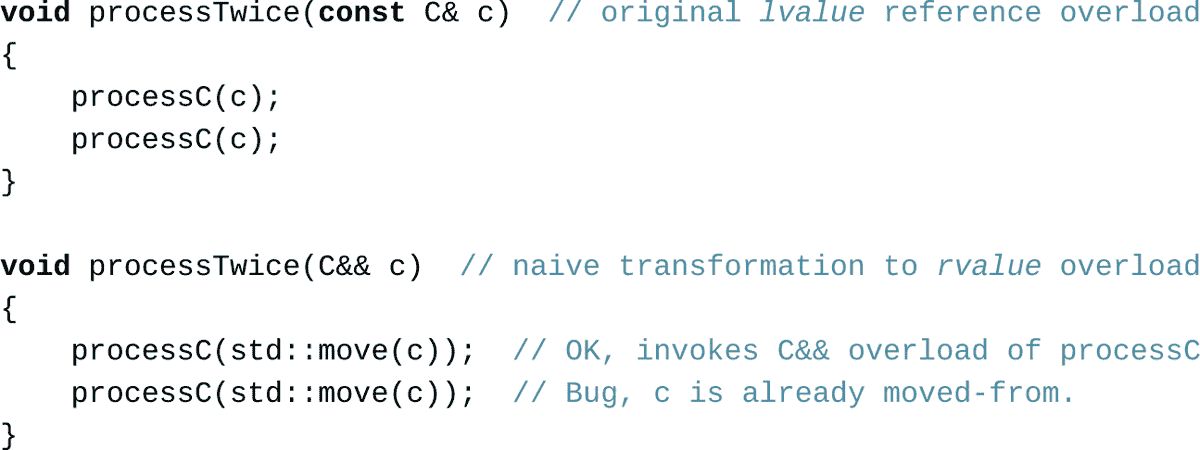 void processTwice(const C& c)  // original lvalue reference overload
{
    processC(c);
    processC(c);
}

void processTwice(C&& c)  // naive transformation to rvalue overload
{
    processC(std::move(c));  // OK, invokes C&& overload of processC
    processC(std::move(c));  // Bug, c is already moved-from.
}